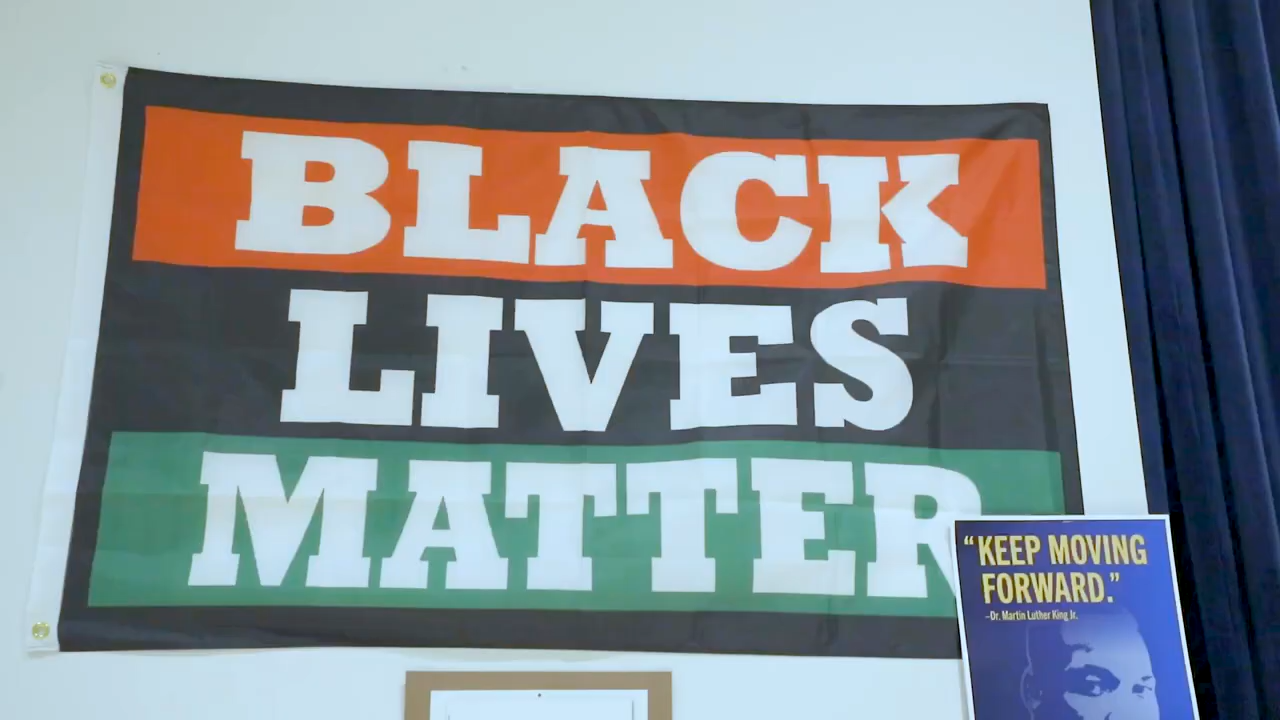 BLACK
LIVES
MATTER
“KEEP MOVING
FORWARD.”
–Dr. Martin Luther King Jr.